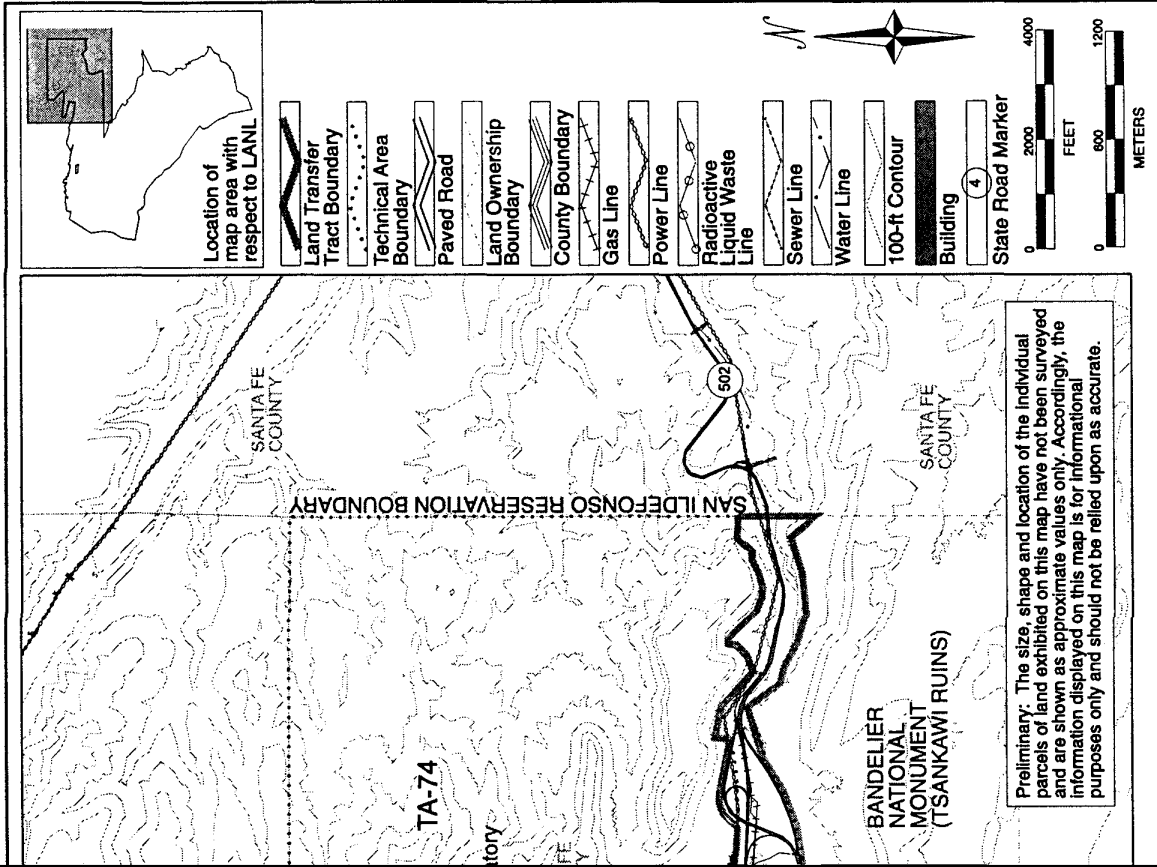 Location of
map area with
respect to LANL
Land Transfer
Tract Boundary
Technical Area
Boundary
Paved Road
Land Ownership
Boundary
County Boundary
Gas Line
Power Line
Radioactive
Liquid Waste
Line
Sewer Line
Water Line
100-ft Contour
Building
4
State Road Marker
N
0 2000 4000
FEET
0 600 1200
METERS
SANTA FE
COUNTY
SAN ILDEFONSO RESERVATION BOUNDARY
502
SANTA FE
COUNTY
TA-74
atory
FE
Y
BANDELIER
NATIONAL
MONUMENT
(TSANKAWI RUINS)
Preliminary: The size, shape and location of the individual
parcels of land exhibited on this map have not been surveyed
and are shown as approximate values only. Accordingly, the
information displayed on this map is for informational
purposes only and should not be relied upon as accurate.